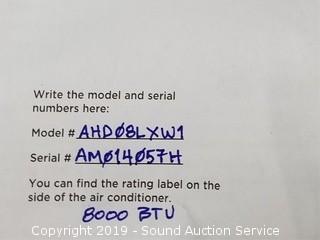 Write the model and serial
numbers here:
Model # AHD08LXW1
Serial # AM014057H
You can find the rating label on the
side of the air conditioner.
8000 BTU
Copyright 2019 - Sound Auction Service